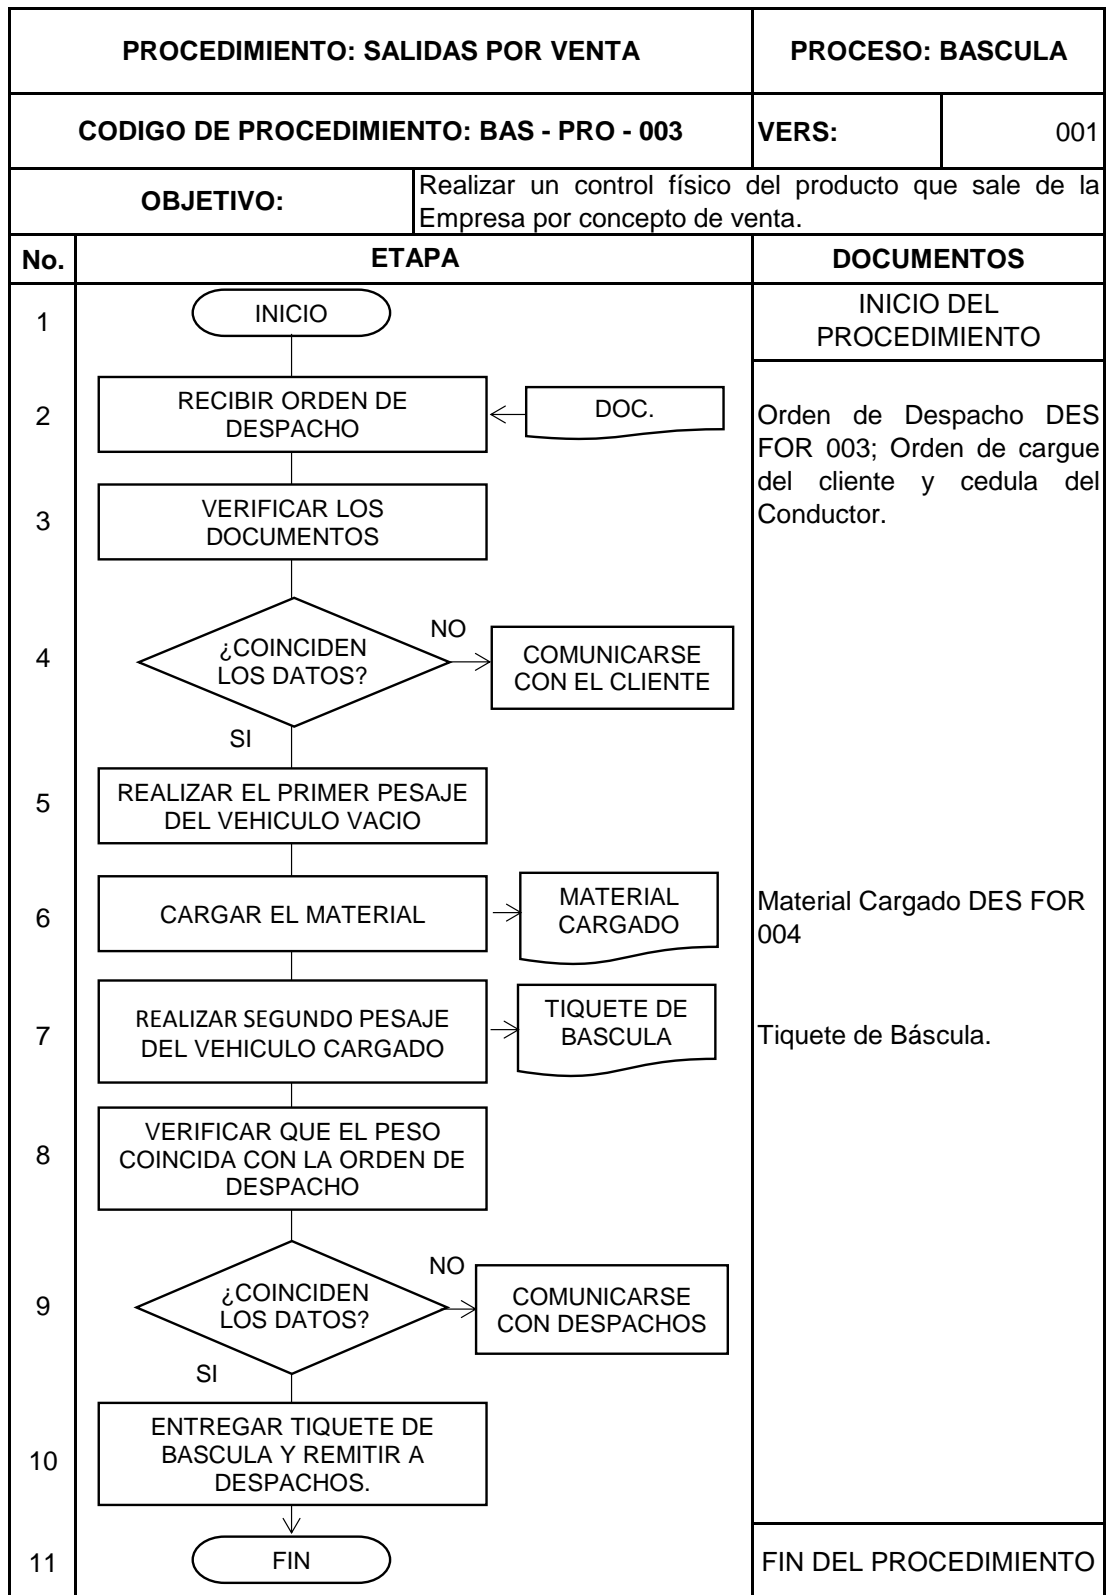 PROCEDIMIENTO: SALIDAS POR VENTA
PROCESO: BASCULA
CODIGO DE PROCEDIMIENTO: BAS - PRO - 003
VERS:
001
OBJETIVO:
Realizar un control físico del producto que sale de la
Empresa por concepto de venta.
No.
ETAPA
DOCUMENTOS
1
INICIO
INICIO DEL
PROCEDIMIENTO
2
RECIBIR ORDEN DE
DESPACHO
DOC.
Orden de Despacho DES
FOR 003; Orden de cargue
del cliente y cedula del
Conductor.
3
VERIFICAR LOS
DOCUMENTOS
4
¿COINCIDEN
LOS DATOS?
NO
COMUNICARSE
CON EL CLIENTE
SI
5
REALIZAR EL PRIMER PESAJE
DEL VEHICULO VACIO
6
CARGAR EL MATERIAL
MATERIAL
CARGADO
Material Cargado DES FOR
004
7
REALIZAR SEGUNDO PESAJE
DEL VEHICULO CARGADO
TIQUETE DE
BASCULA
Tiquete de Báscula.
8
VERIFICAR QUE EL PESO
COINCIDA CON LA ORDEN DE
DESPACHO
9
¿COINCIDEN
LOS DATOS?
NO
COMUNICARSE
CON DESPACHOS
SI
10
ENTREGAR TIQUETE DE
BASCULA Y REMITIR A
DESPACHOS.
11
FIN
FIN DEL PROCEDIMIENTO